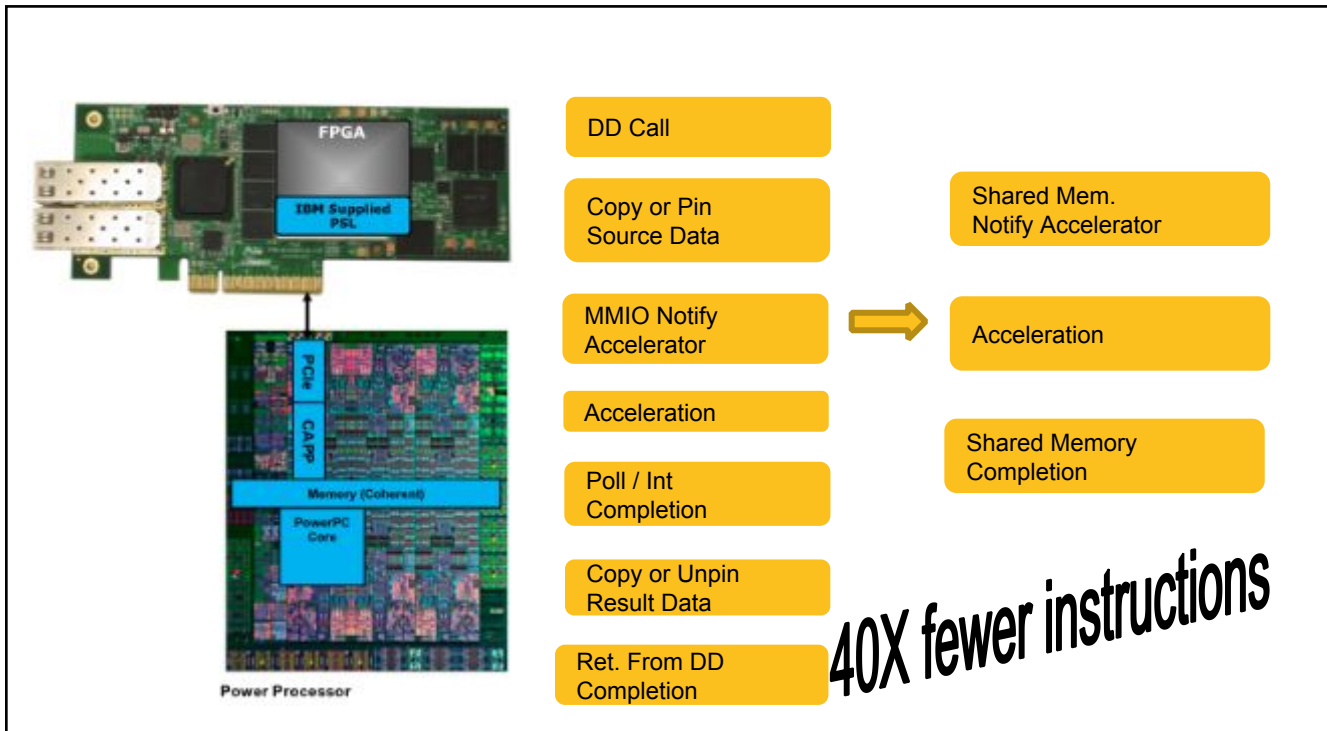 FPGA
IBM Supplied
PSL
PCIe
CAPP
Memory (Coherent)
PowerPC
Core
Power Processor
DD Call
Copy or Pin
Source Data
MMIO Notify
Accelerator
Acceleration
Poll / Int
Completion
Copy or Unpin
Result Data
Ret. From DD
Completion
Shared Mem.
Notify Accelerator
Acceleration
Shared Memory
Completion
40X fewer instructions